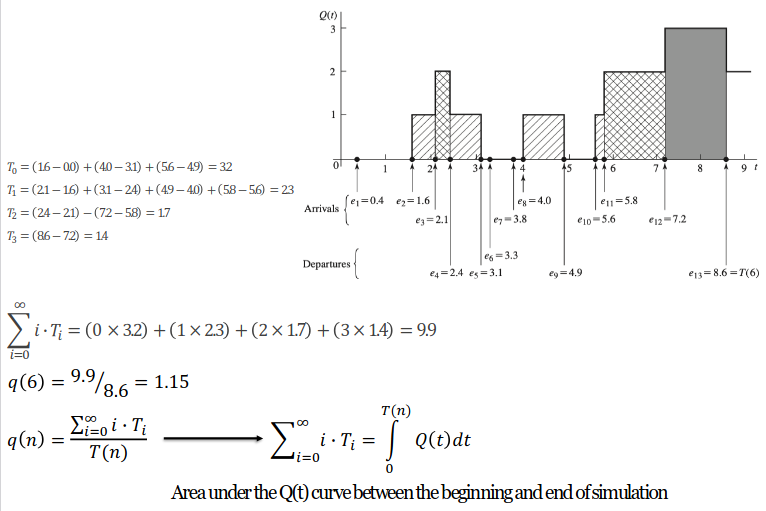 Q(t)
3
2
1
0
1 2 3 4 5 6 7 8 9 t
T₀ = (1.6 – 0.0) + (4.0 – 3.1) + (5.6 – 4.9) = 3.2
T₁ = (2.1 – 1.6) + (3.1 – 2.4) + (4.9 – 4.0) + (5.8 – 5.6) = 2.3
T₂ = (2.4 – 2.1) – (7.2 – 5.8) = 1.7
T₃ = (8.6 – 7.2) = 1.4
Arrivals
e₁ = 0.4 e₂ = 1.6 e₈ = 4.0 e₁₁ = 5.8
e₃ = 2.1 e₇ = 3.8 e₁₀ = 5.6 e₁₂ = 7.2
Departures
e₆ = 3.3
e₄ = 2.4 e₅ = 3.1 e₉ = 4.9 e₁₃ = 8.6 = T(6)
∞
∑ i · Tᵢ = (0 × 3.2) + (1 × 2.3) + (2 × 1.7) + (3 × 1.4) = 9.9
i=0
q(6) = 9.9/8.6 = 1.15
q(n) = ∑_{i=0}^{∞} i · Tᵢ / T(n) ⟶ ∑_{i=0}^{∞} i · Tᵢ = ∫_{0}^{T(n)} Q(t)dt
Area under the Q(t) curve between the beginning and end of simulation